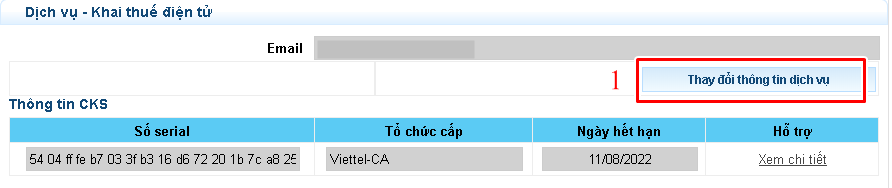 Dịch vụ - Khai thuế điện tử
Email
1 Thay đổi thông tin dịch vụ
Thông tin CKS
Số serial Tổ chức cấp Ngày hết hạn Hỗ trợ
54 04 ff fe b7 03 3f b3 16 d6 72 20 1b 7c a8 25 Viettel-CA 11/08/2022 Xem chi tiết